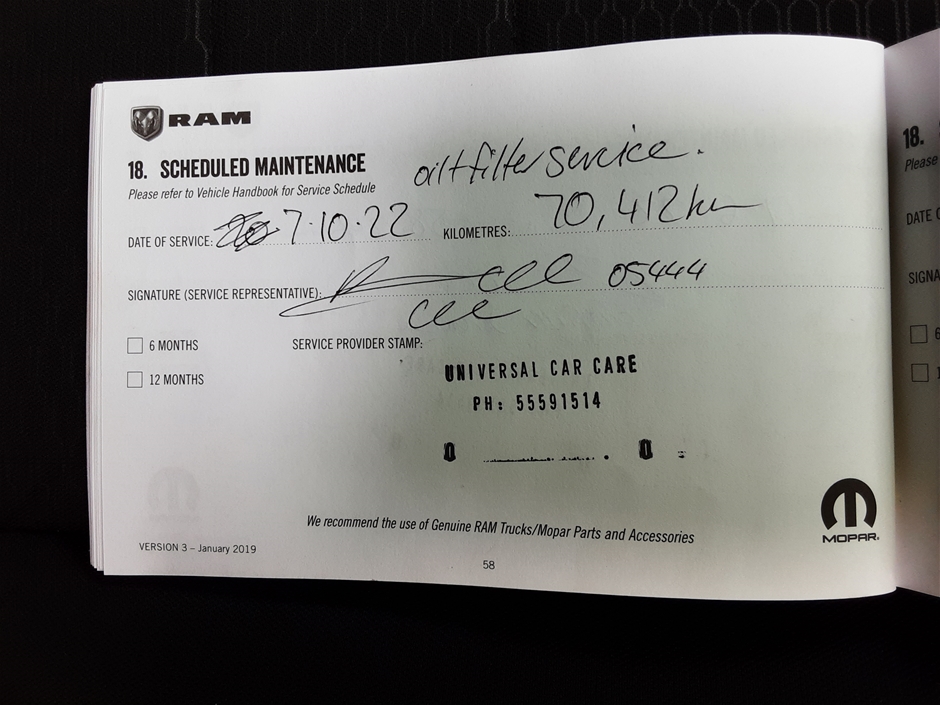 RAM
18. SCHEDULED MAINTENANCE
oil+filter service.
Please refer to Vehicle Handbook for Service Schedule
DATE OF SERVICE: 7.10.22 KILOMETRES: 70,412km
SIGNATURE (SERVICE REPRESENTATIVE): 05444
6 MONTHS
SERVICE PROVIDER STAMP:
12 MONTHS
UNIVERSAL CAR CARE
PH: 55591514
We recommend the use of Genuine RAM Trucks/Mopar Parts and Accessories
MOPAR
VERSION 3 – January 2019
58
18.
Please
DATE
SIGNA